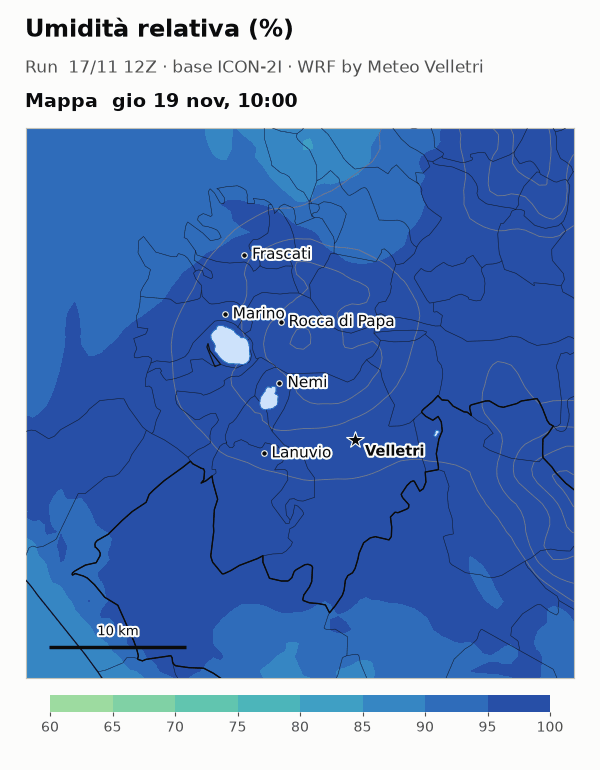 Umidità relativa (%)
Run  17/11 12Z · base ICON-2I · WRF by Meteo Velletri
Mappa  gio 19 nov, 10:00
Frascati
Marino
Rocca di Papa
Nemi
Lanuvio
Velletri
10 km
60 65 70 75 80 85 90 95 100